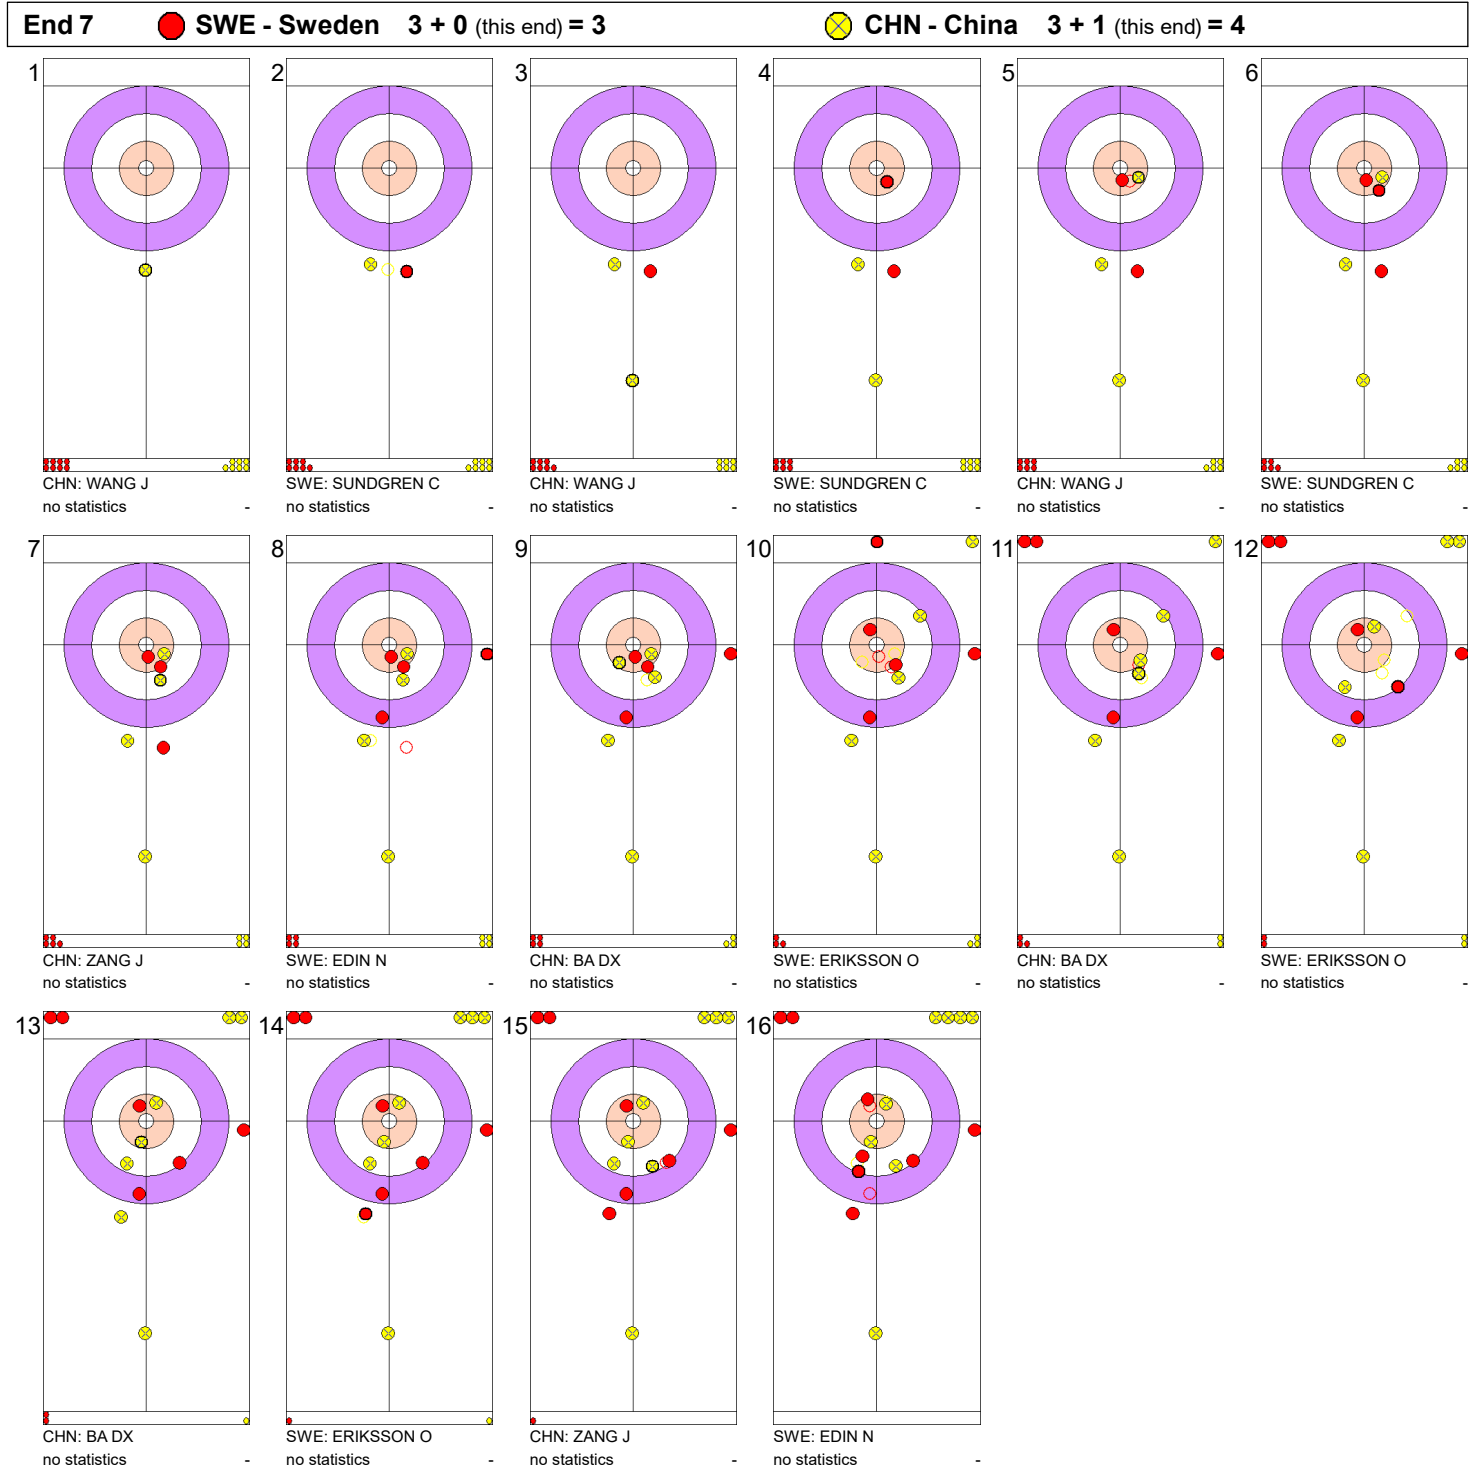 End 7 SWE - Sweden 3 + 0 (this end) = 3 CHN - China 3 + 1 (this end) = 4
1 2 3 4 5 6
CHN: WANG J SWE: SUNDGREN C CHN: WANG J SWE: SUNDGREN C CHN: WANG J SWE: SUNDGREN C
no statistics - no statistics - no statistics - no statistics - no statistics - no statistics -
7 8 9 10 11 12
CHN: ZANG J SWE: EDIN N CHN: BA DX SWE: ERIKSSON O CHN: BA DX SWE: ERIKSSON O
no statistics - no statistics - no statistics - no statistics - no statistics - no statistics -
13 14 15 16
CHN: BA DX SWE: ERIKSSON O CHN: ZANG J SWE: EDIN N
no statistics - no statistics - no statistics - no statistics -